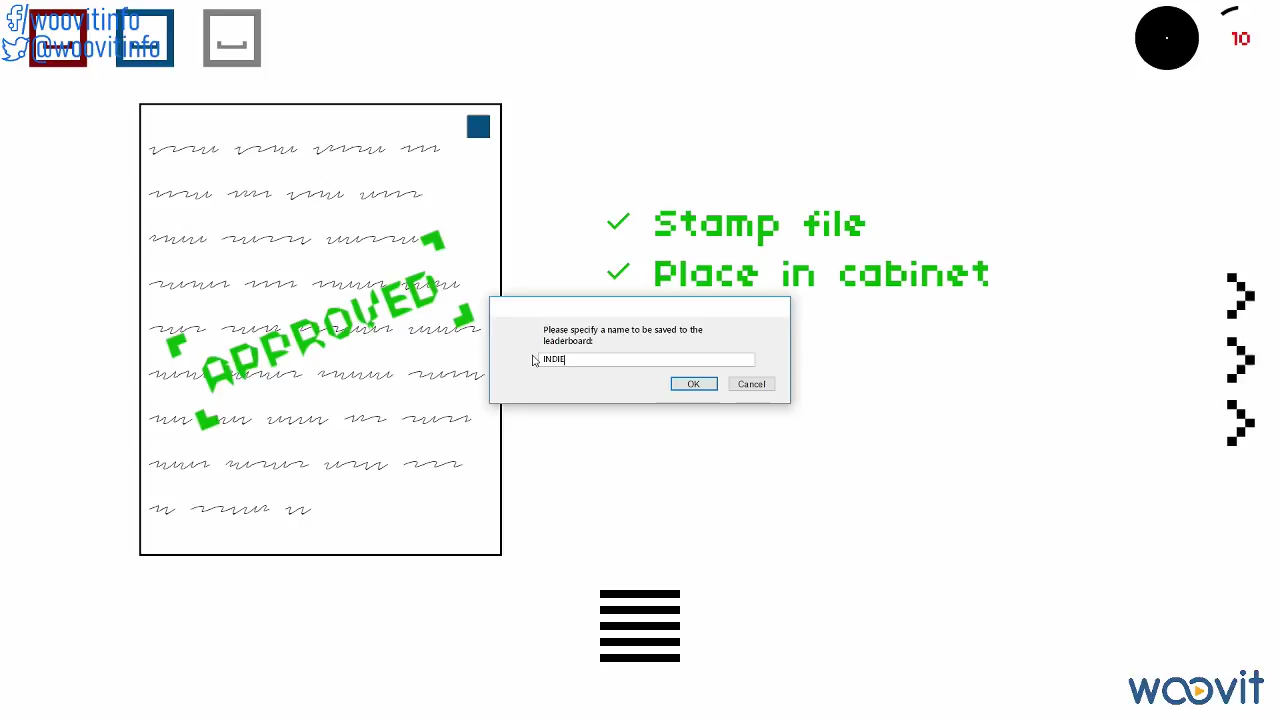 /woovitinfo
@woovitinfo
10
Stamp file
Place in cabinet
APPROVED
Please specify a name to be saved to the
leaderboard:
INDIE
OK
Cancel
woovit